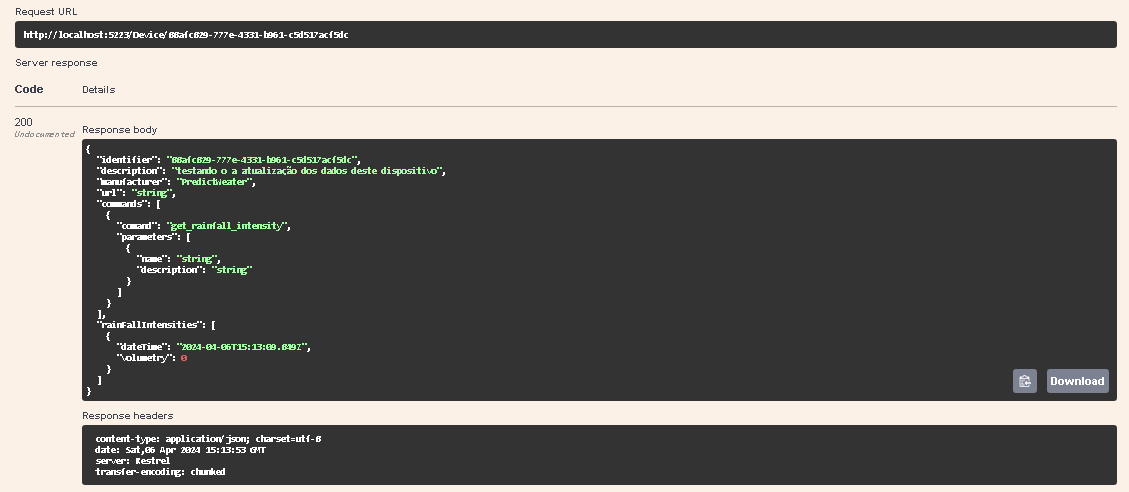 Request URL
http://localhost:5223/Device/88afc829-777e-4331-b961-c5d517acf5dc
Server response
Code Details
200
Undocumented
Response body
{
"identifier": "88afc829-777e-4331-b961-c5d517acf5dc",
"description": "testando o a atualização dos dados deste dispositivo",
"manufacturer": "PredictWeater",
"url": "string",
"commands": [
{
"comand": "get_rainfall_intensity",
"parameters": [
{
"name": "string",
"description": "string"
}
]
}
],
"rainFallIntensities": [
{
"dateTime": "2024-04-06T15:13:09.849Z",
"volumetry": 0
}
]
}
Download
Response headers
content-type: application/json; charset=utf-8
date: Sat,06 Apr 2024 15:13:53 GMT
server: Kestrel
transfer-encoding: chunked